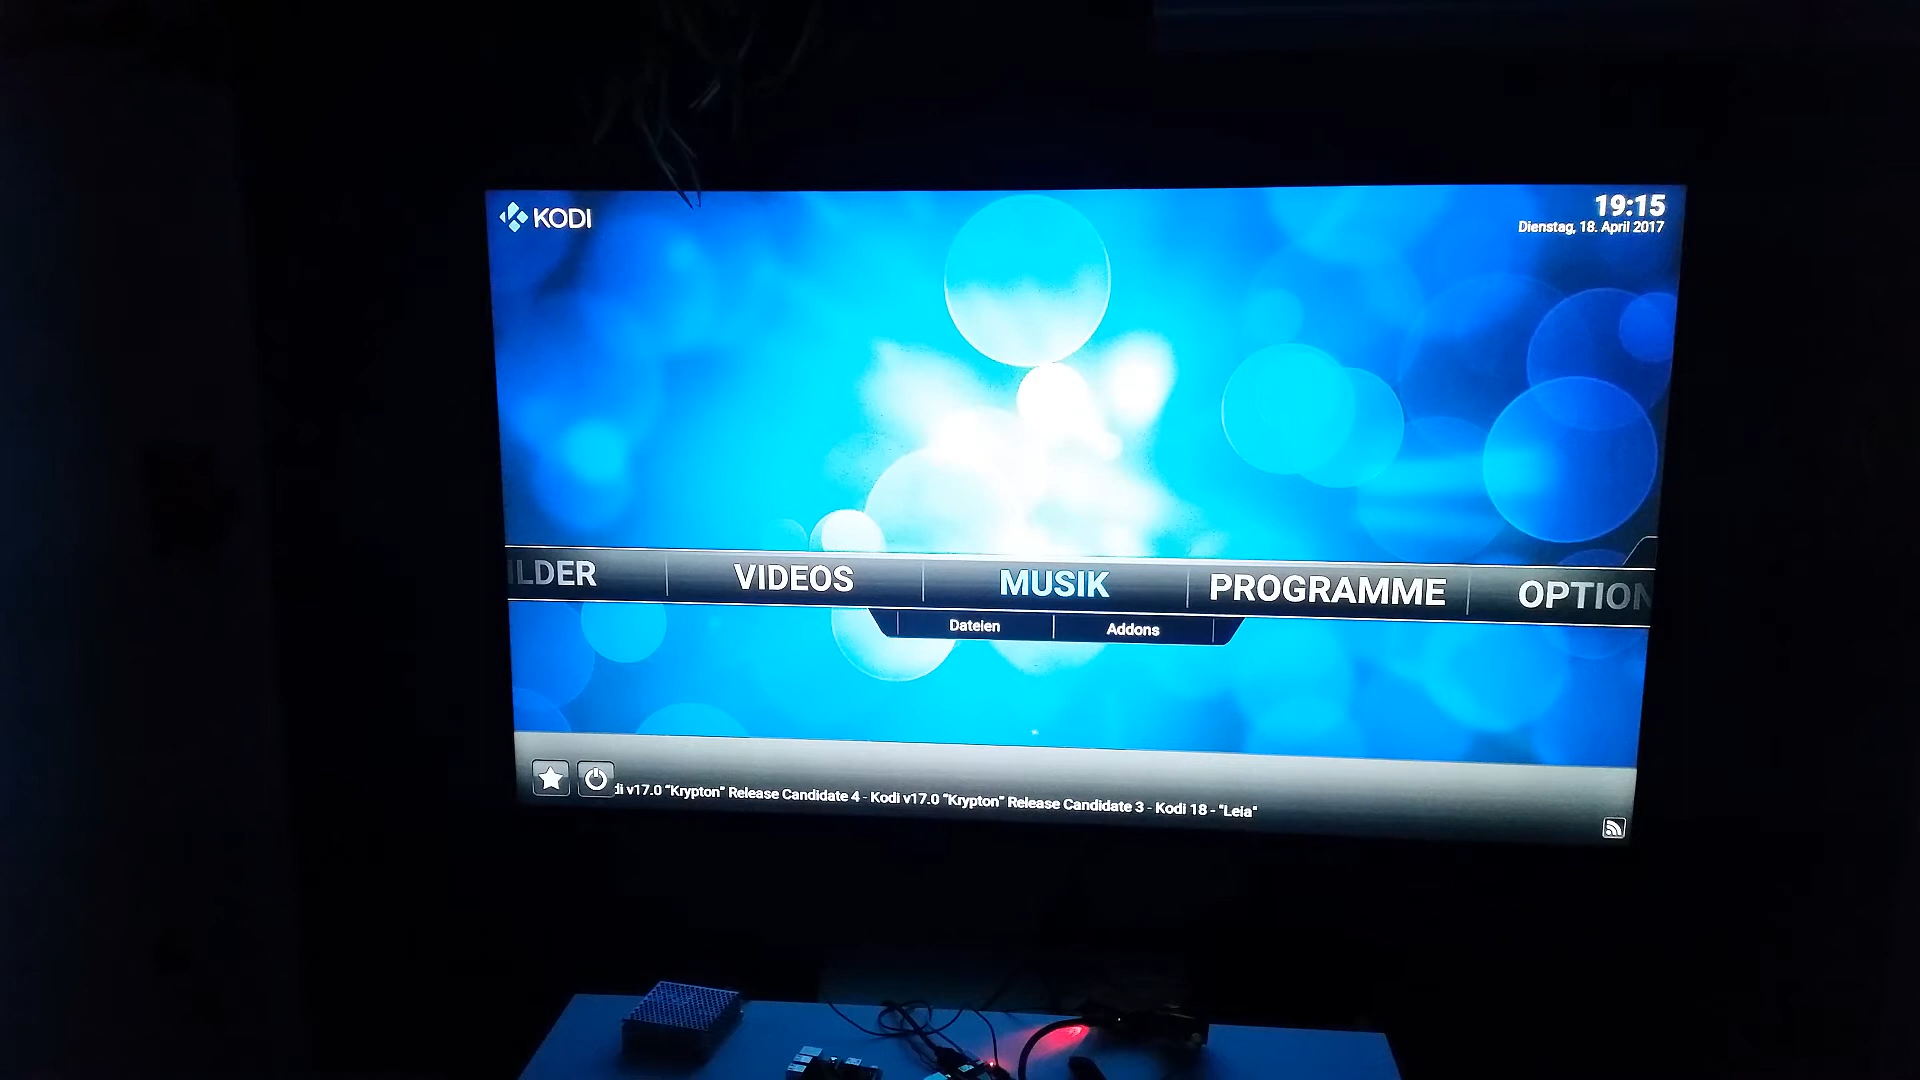 KODI
19:15
Dienstag, 18. April 2017
ILDER VIDEOS MUSIK PROGRAMME OPTION
Dateien Addons
di v17.0 "Krypton" Release Candidate 4 - Kodi v17.0 "Krypton" Release Candidate 3 - Kodi 18 - "Leia"